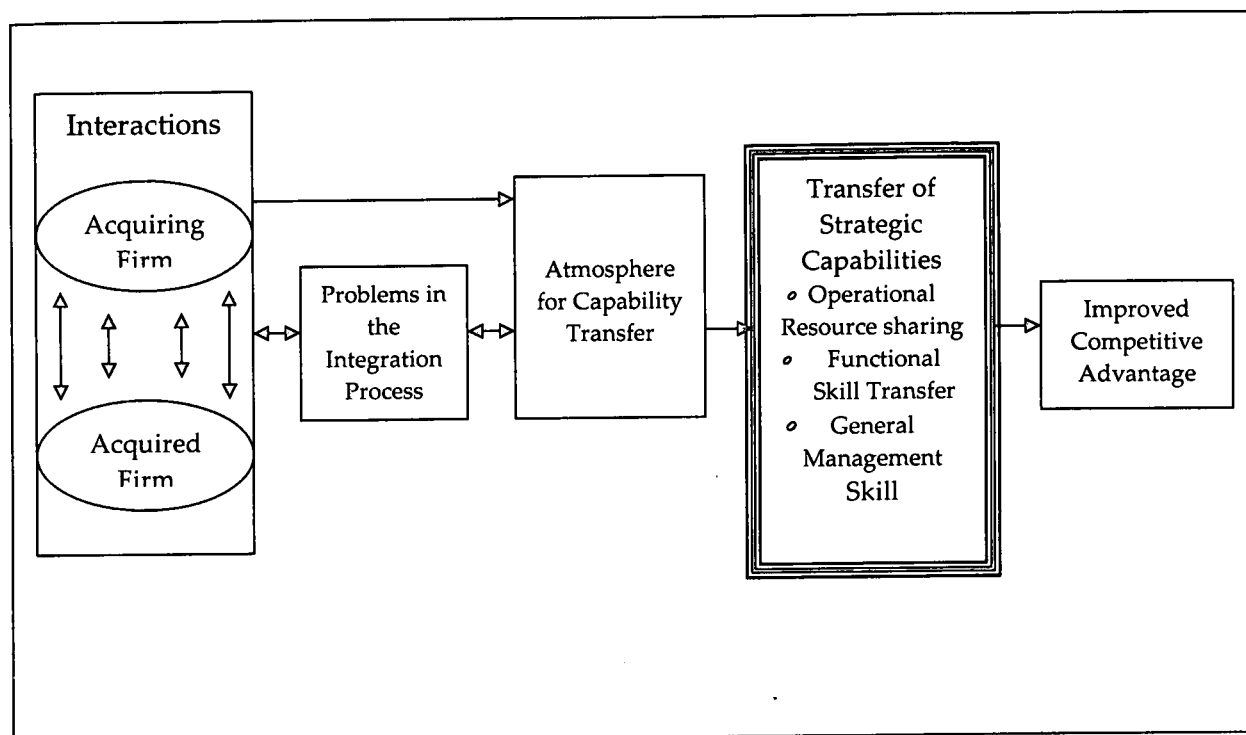 Interactions
Acquiring
Firm
Acquired
Firm
Problems in
the
Integration
Process
Atmosphere
for Capability
Transfer
Transfer of
Strategic
Capabilities
Operational
Resource sharing
Functional
Skill Transfer
General
Management
Skill
Improved
Competitive
Advantage